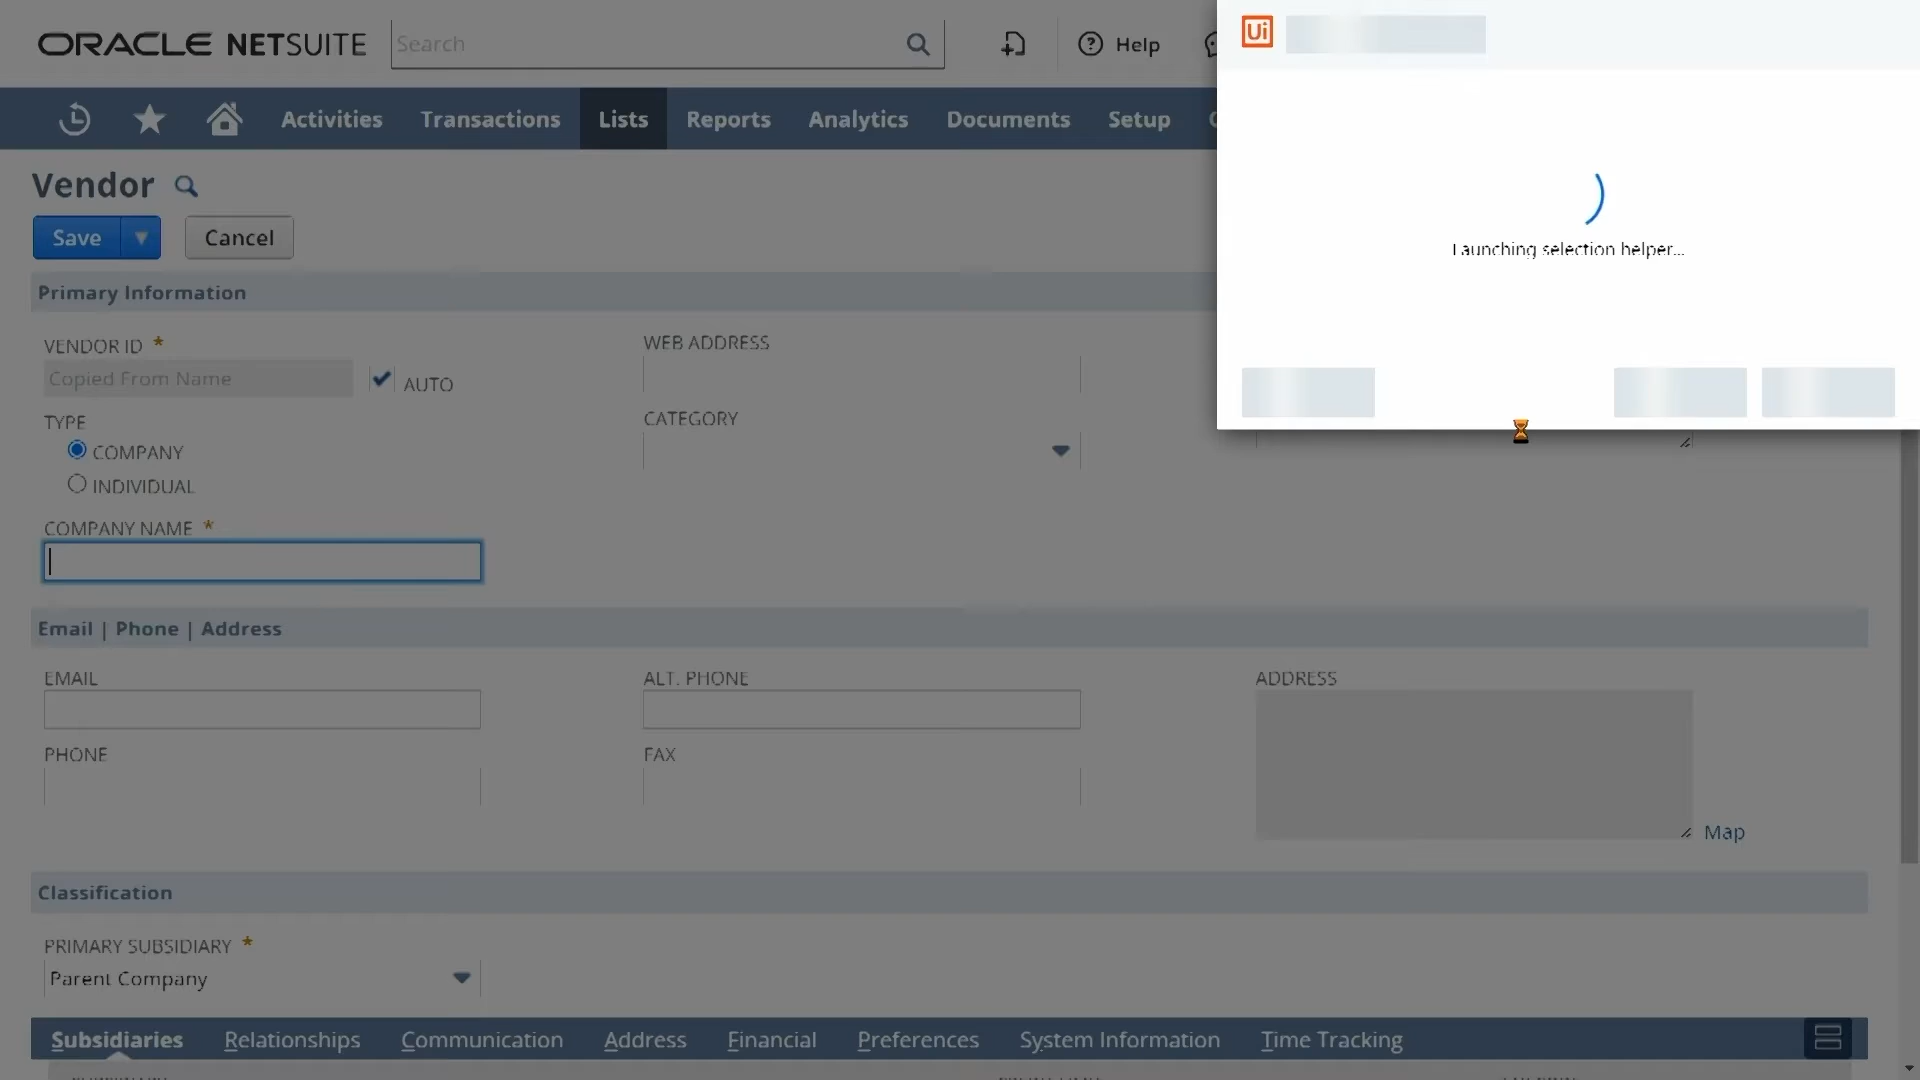 ORACLE NETSUITE
Search
Help
Ui
Activities
Transactions
Lists
Reports
Analytics
Documents
Setup
Launching selection helper...
Vendor
Save
Cancel
Primary Information
VENDOR ID *
Copied From Name
AUTO
WEB ADDRESS
TYPE
COMPANY
INDIVIDUAL
CATEGORY
COMPANY NAME *
Email | Phone | Address
EMAIL
ALT. PHONE
ADDRESS
PHONE
FAX
Map
Classification
PRIMARY SUBSIDIARY *
Parent Company
Subsidiaries
Relationships
Communication
Address
Financial
Preferences
System Information
Time Tracking